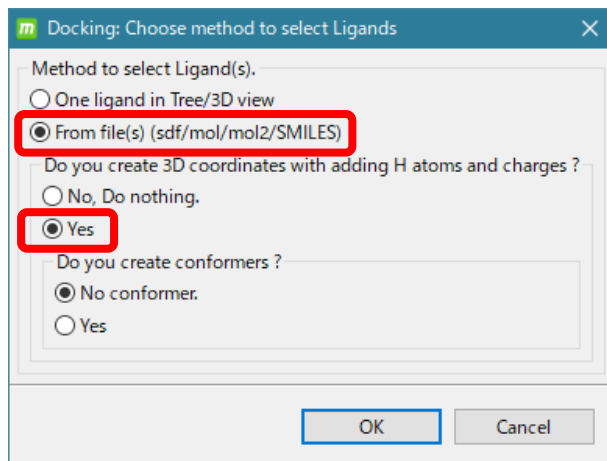 m Docking: Choose method to select Ligands
Method to select Ligand(s).
One ligand in Tree/3D view
From file(s) (sdf/mol/mol2/SMILES)
Do you create 3D coordinates with adding H atoms and charges ?
No, Do nothing.
Yes
Do you create conformers ?
No conformer.
Yes
OK Cancel